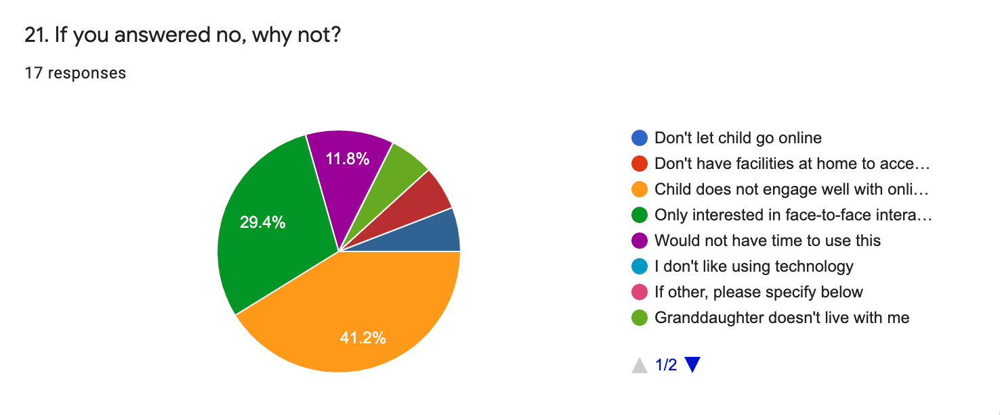 21. If you answered no, why not?
17 responses
11.8%
29.4%
41.2%
Don't let child go online
Don't have facilities at home to acce...
Child does not engage well with onli...
Only interested in face-to-face intera...
Would not have time to use this
I don't like using technology
If other, please specify below
Granddaughter doesn't live with me
1/2